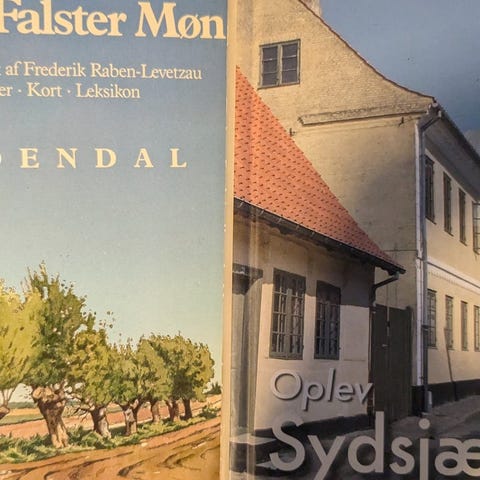 Falster Møn
af Frederik Raben-Levetzau
er · Kort · Leksikon
DENDAL
Oplev
Sydsjæ